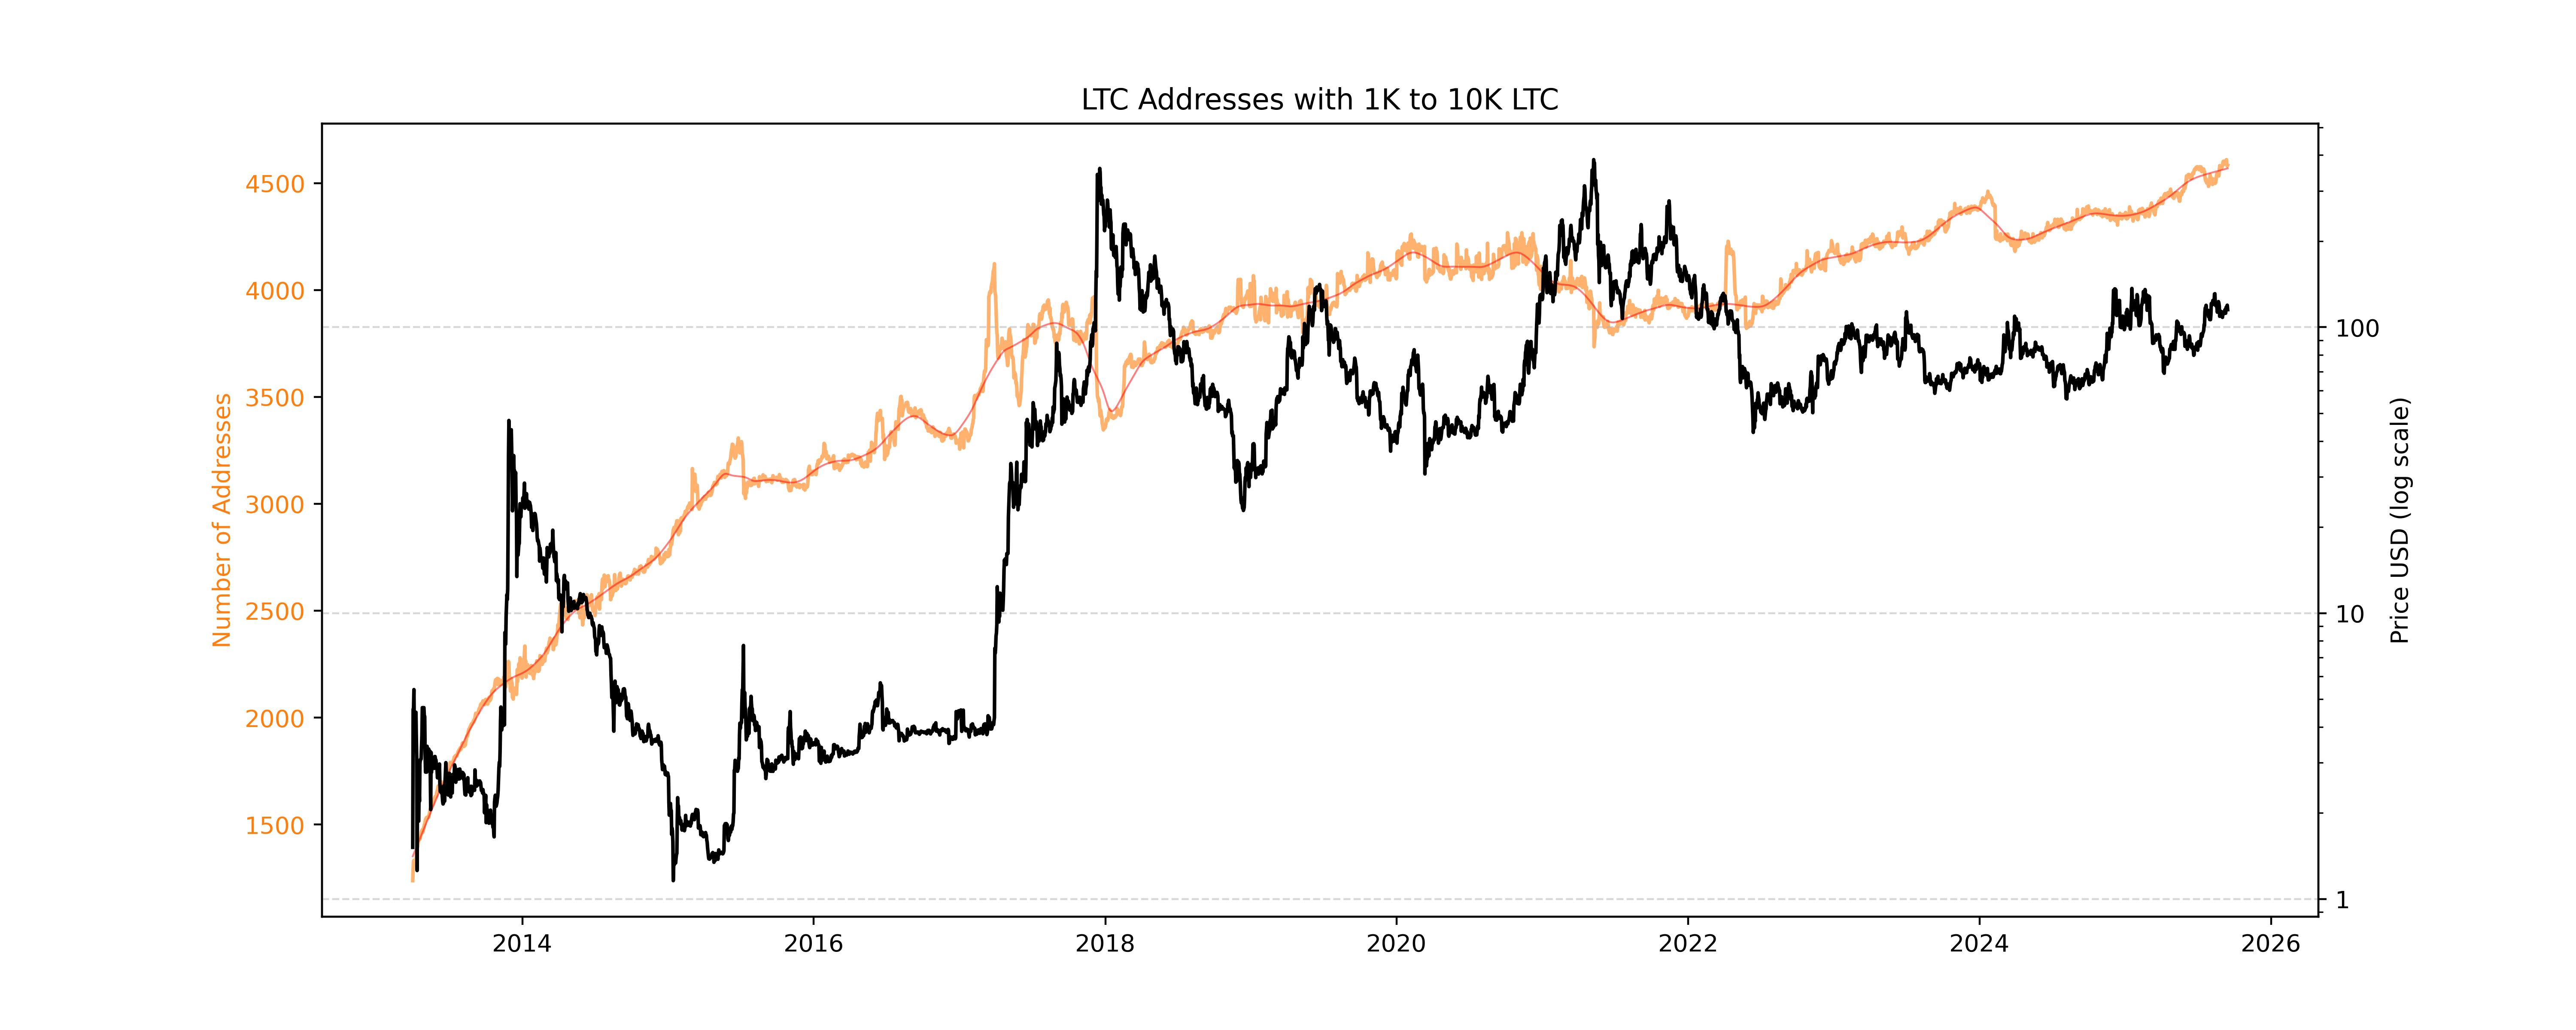 LTC Addresses with 1K to 10K LTC
Number of Addresses
4500
4000
3500
3000
2500
2000
1500
100
10
1
Price USD (log scale)
2014 2016 2018 2020 2022 2024 2026